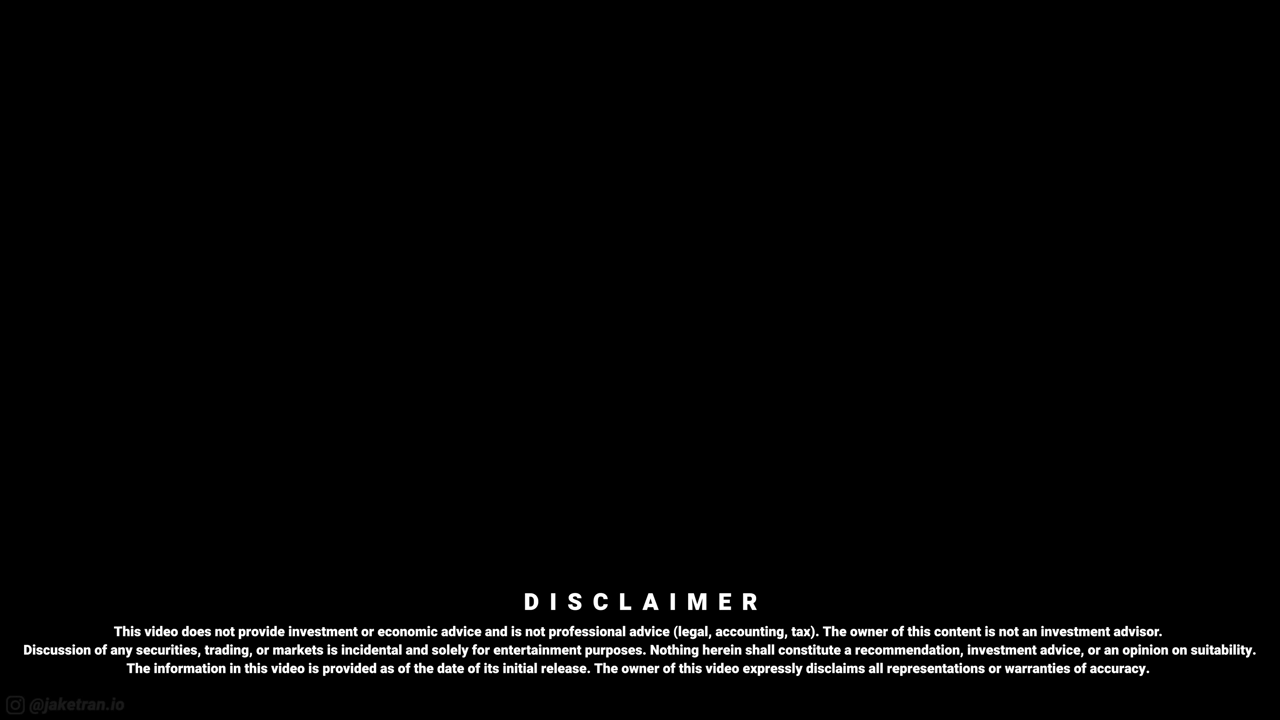 DISCLAIMER
This video does not provide investment or economic advice and is not professional advice (legal, accounting, tax). The owner of this content is not an investment advisor.
Discussion of any securities, trading, or markets is incidental and solely for entertainment purposes. Nothing herein shall constitute a recommendation, investment advice, or an opinion on suitability.
The information in this video is provided as of the date of its initial release. The owner of this video expressly disclaims all representations or warranties of accuracy.
@jaketran.io